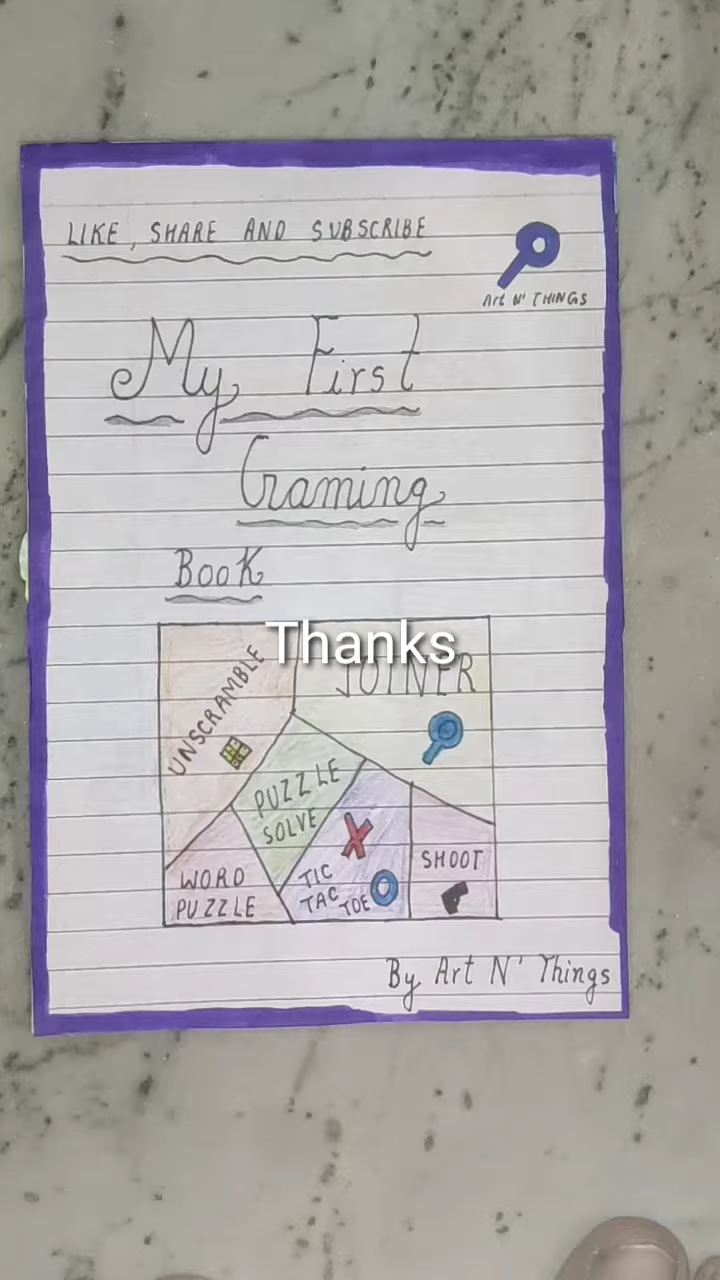 LIKE, SHARE AND SUBSCRIBE
Art N' THINGS
My First
Gaming
Book
Thanks
UNSCRAMBLE
JOINER
PUZZLE
SOLVE
WORD
PUZZLE
TIC
TAC
TOE
SHOOT
By Art N' Things